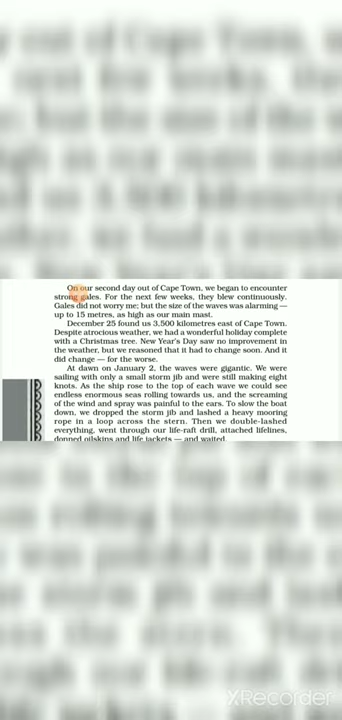 On our second day out of Cape Town, we began to encounter
strong gales. For the next few weeks, they blew continuously.
Gales did not worry me; but the size of the waves was alarming —
up to 15 metres, as high as our main mast.
December 25 found us 3,500 kilometres east of Cape Town.
Despite atrocious weather, we had a wonderful holiday complete
with a Christmas tree. New Year's Day saw no improvement in
the weather, but we reasoned that it had to change soon. And it
did change — for the worse.
At dawn on January 2, the waves were gigantic. We were
sailing with only a small storm jib and were still making eight
knots. As the ship rose to the top of each wave we could see
endless enormous seas rolling towards us, and the screaming
of the wind and spray was painful to the ears. To slow the boat
down, we dropped the storm jib and lashed a heavy mooring
rope in a loop across the stern. Then we double-lashed
everything, went through our life-raft drill, attached lifelines,
donned oilskins and life jackets — and waited.
XRecorder